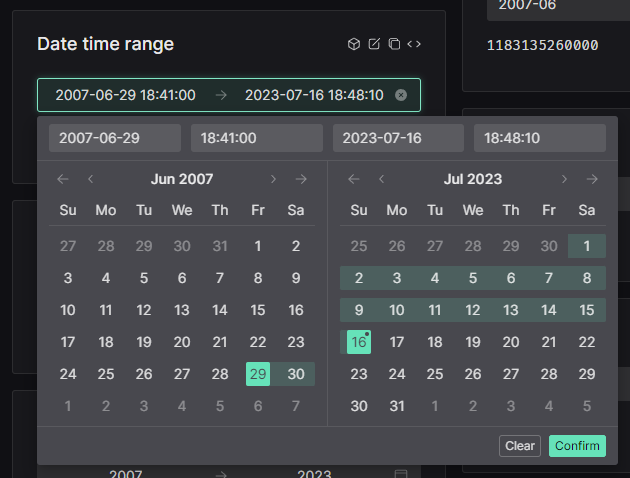 2007-06
Date time range
1183135260000
2007-06-29 18:41:00 → 2023-07-16 18:48:10
2007-06-29 18:41:00 2023-07-16 18:48:10
Jun 2007
Su Mo Tu We Th Fr Sa
27 28 29 30 31 1 2
3 4 5 6 7 8 9
10 11 12 13 14 15 16
17 18 19 20 21 22 23
24 25 26 27 28 29 30
1 2 3 4 5 6 7
Jul 2023
Su Mo Tu We Th Fr Sa
25 26 27 28 29 30 1
2 3 4 5 6 7 8
9 10 11 12 13 14 15
16 17 18 19 20 21 22
23 24 25 26 27 28 29
30 31 1 2 3 4 5
Clear Confirm
2007 → 2023